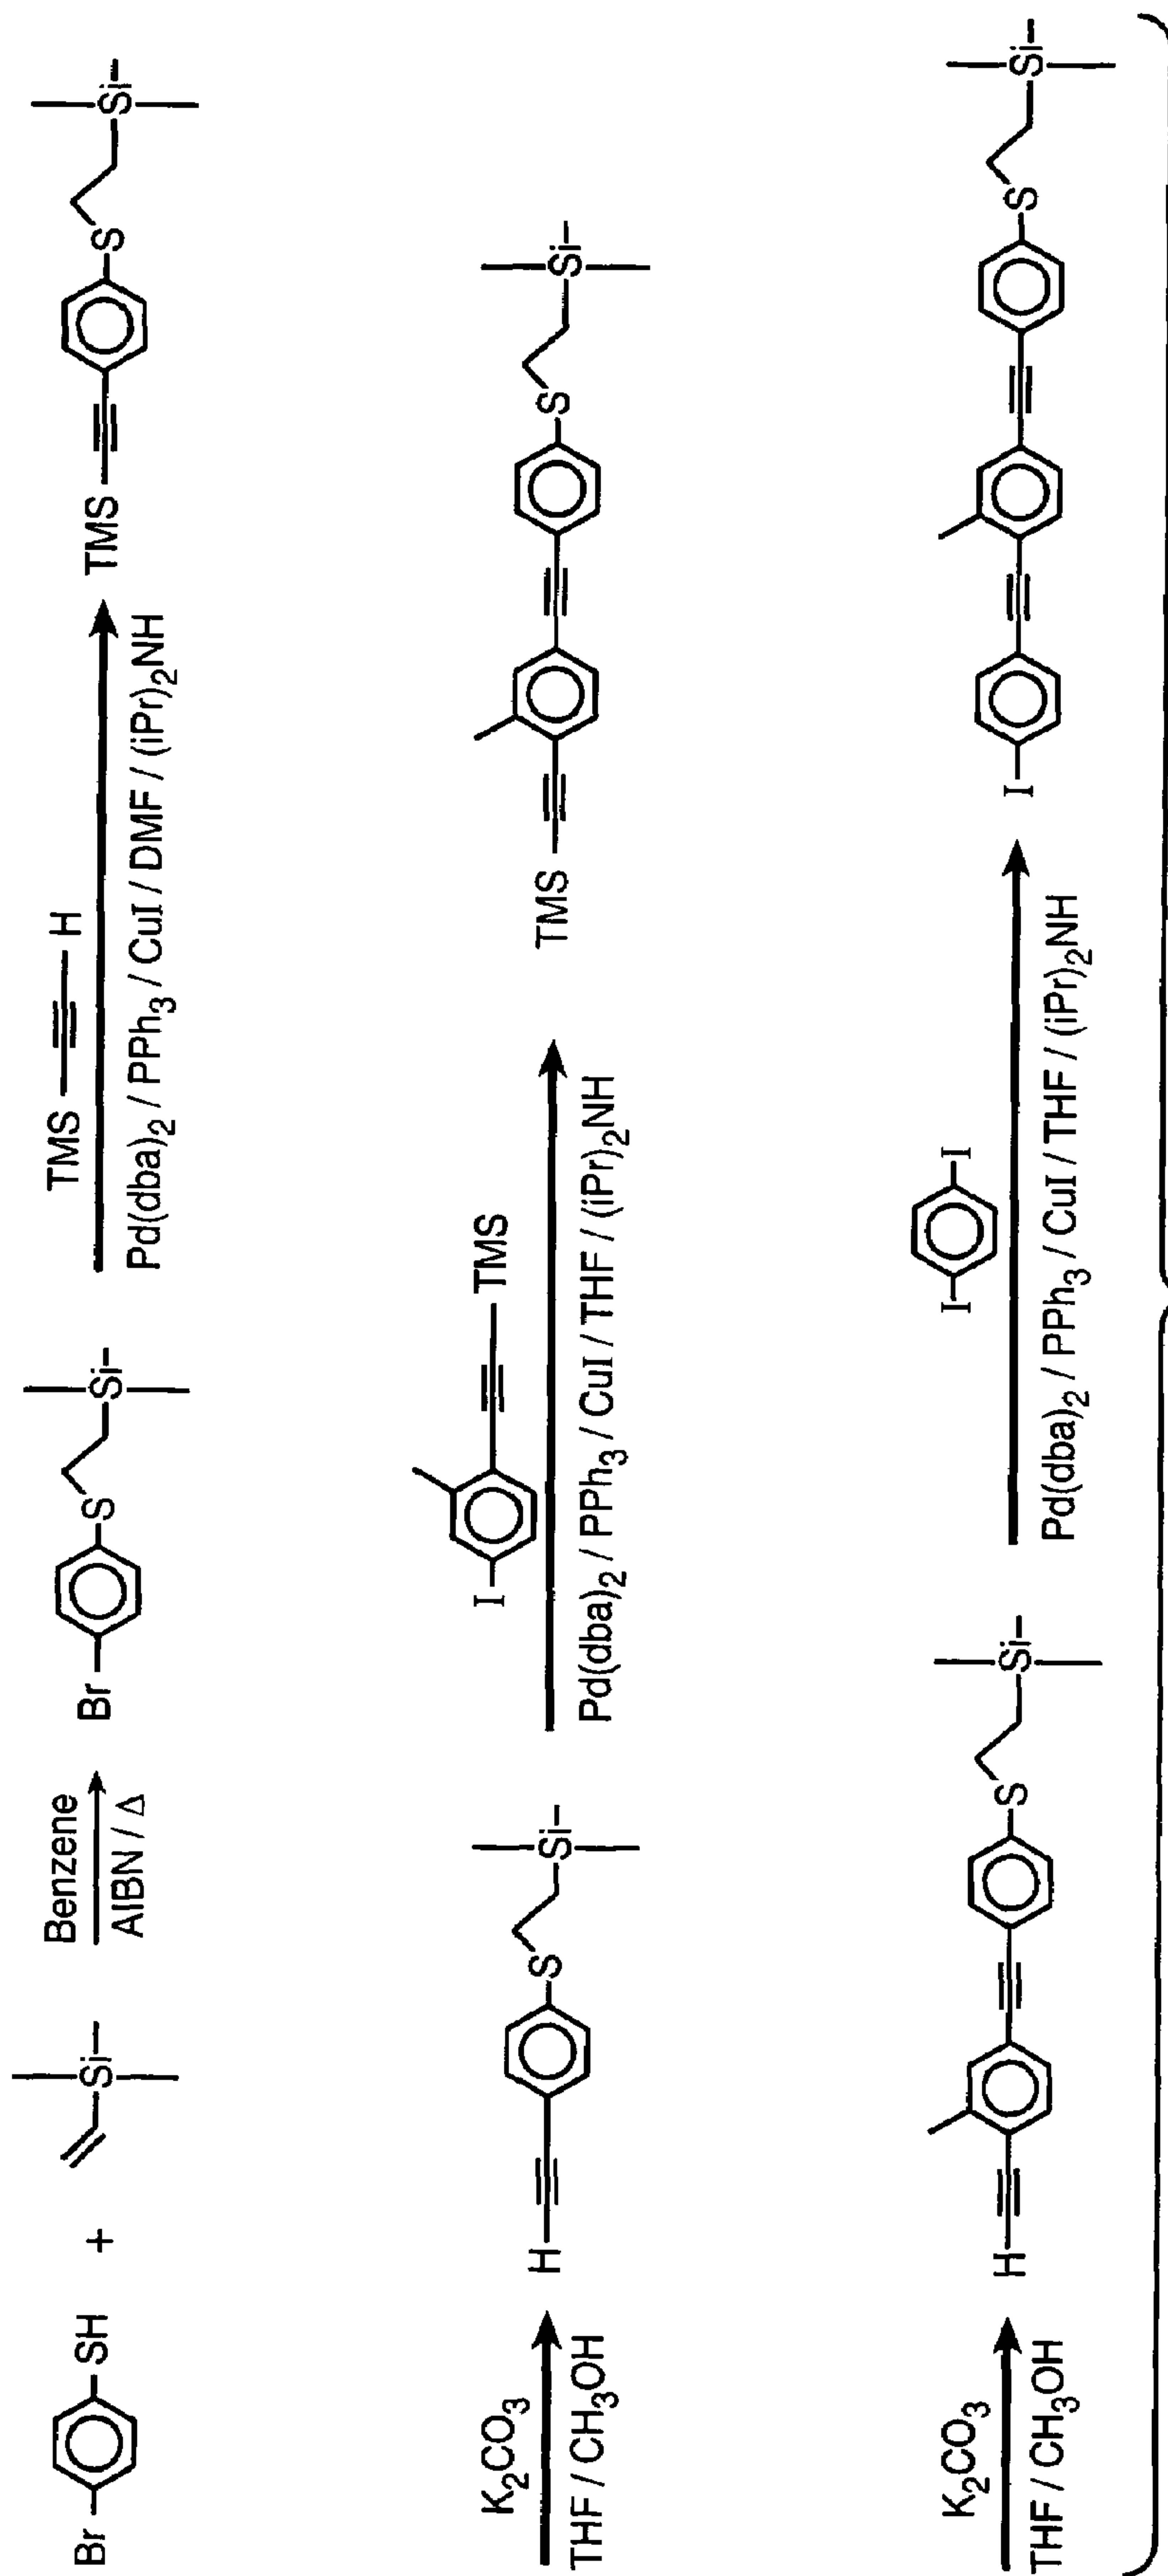 Br SH + Si Benzene Br S Si TMS H TMS S Si
AIBN / Δ Pd(dba)2 / PPh3 / CuI / DMF / (iPr)2NH
K2CO3 H S Si I TMS TMS S Si
THF / CH3OH Pd(dba)2 / PPh3 / CuI / THF / (iPr)2NH
K2CO3 H S Si I I I S Si
THF / CH3OH Pd(dba)2 / PPh3 / CuI / THF / (iPr)2NH